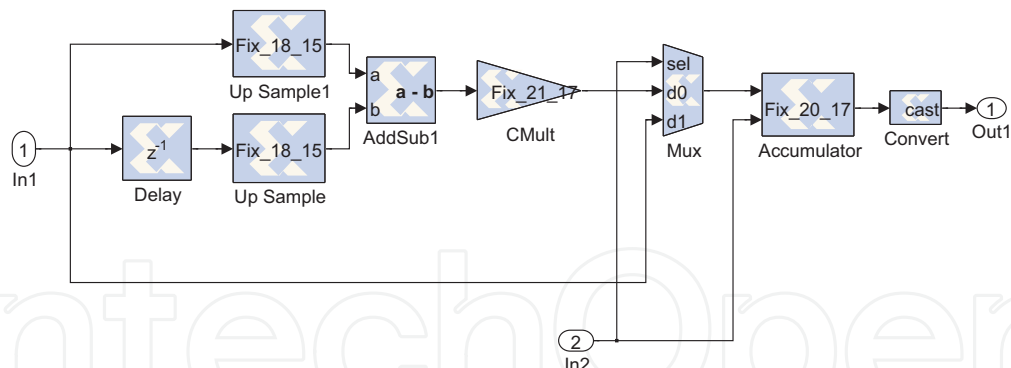 Fix_18_15
Up Sample1
a
b
a - b
AddSub1
Fix_21_17
CMult
sel
d0
d1
Mux
Fix_20_17
Accumulator
cast
Convert
1
Out1
1
In1
z-1
Delay
Fix_18_15
Up Sample
2
In2
ntechOpen